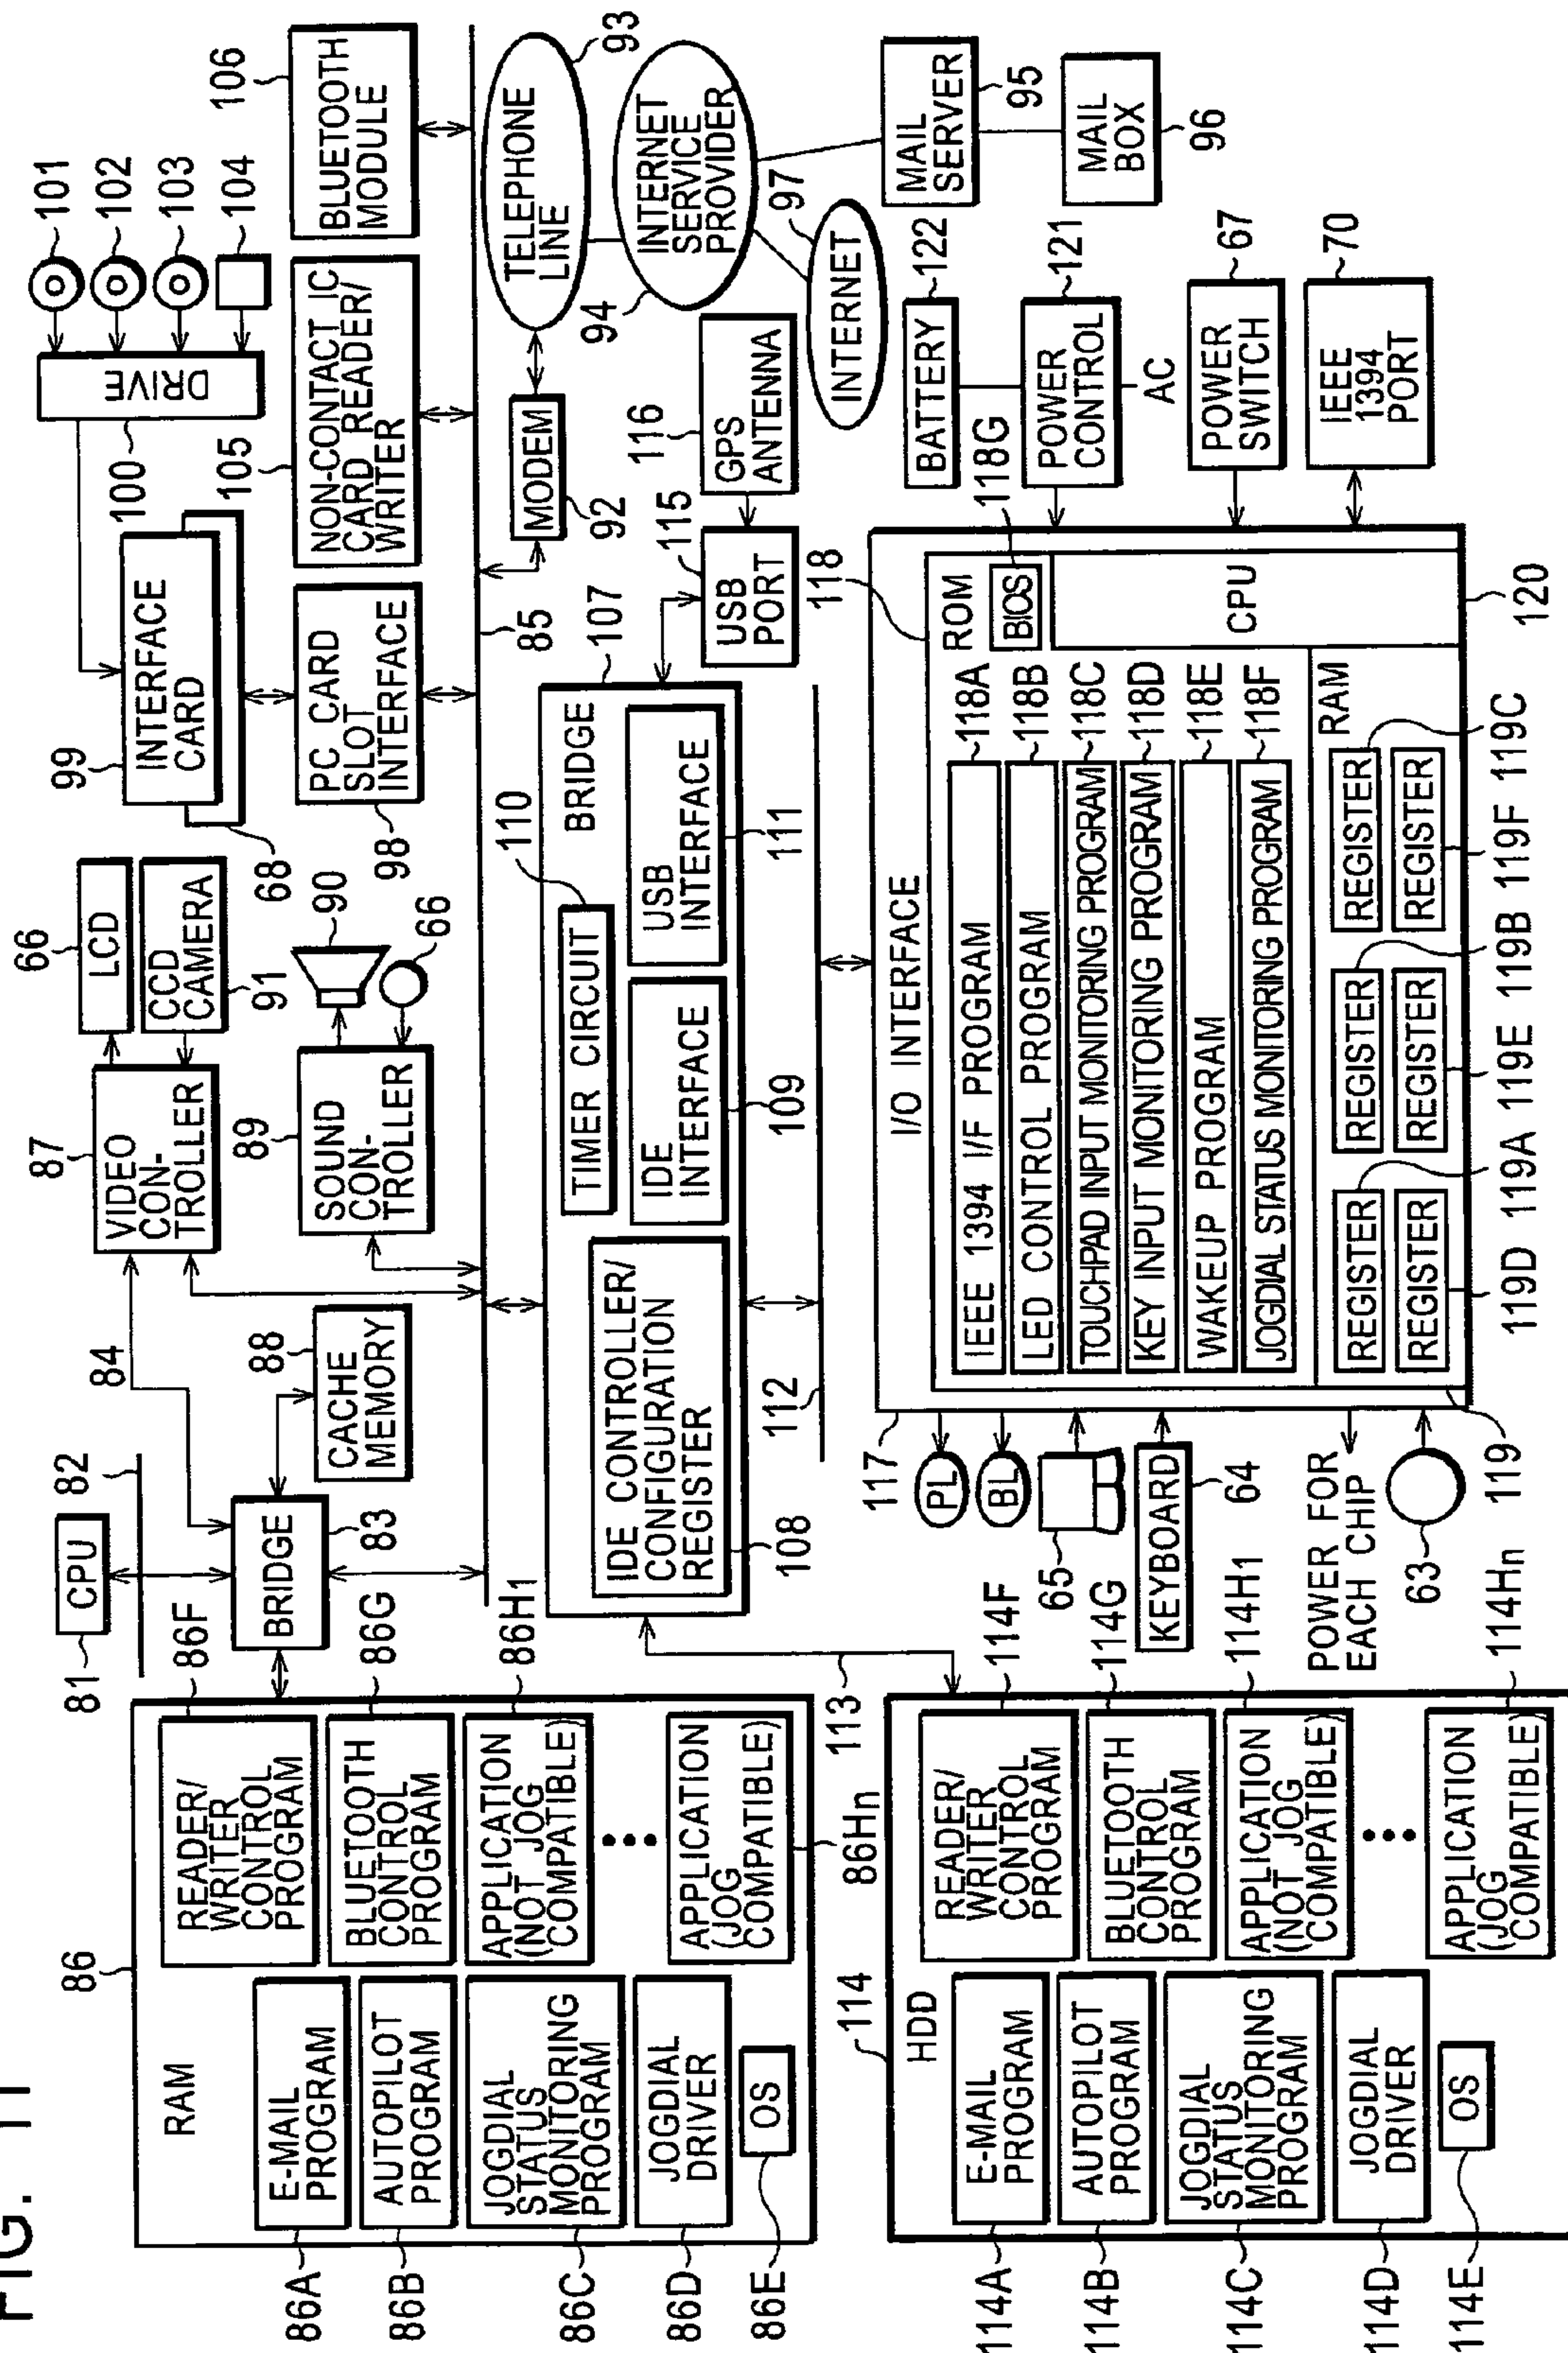 FIG. 11
86
RAM
86A
E-MAIL
PROGRAM
86B
AUTOPILOT
PROGRAM
86C
JOGDIAL
STATUS
MONITORING
PROGRAM
86D
JOGDIAL
DRIVER
86E
OS
86F
READER/
WRITER
CONTROL
PROGRAM
86G
BLUETOOTH
CONTROL
PROGRAM
86H1
APPLICATION
(NOT JOG
COMPATIBLE)
86Hn
APPLICATION
(JOG
COMPATIBLE)
81
CPU
82
BRIDGE
83
84
88
CACHE
MEMORY
87
VIDEO
CON-
TROLLER
66
LCD
CCD
CAMERA
91
89
SOUND
CON-
TROLLER
90
66
99
INTERFACE
CARD
68
98
PC CARD
SLOT
INTERFACE
100
DRIVE
101
102
103
104
105
NON-CONTACT IC
CARD READER/
WRITER
106
BLUETOOTH
MODULE
85
MODEM
92
TELEPHONE
LINE
93
INTERNET
SERVICE
PROVIDER
94
MAIL
SERVER
95
MAIL
BOX
96
INTERNET
97
107
BRIDGE
110
TIMER CIRCUIT
IDE CONTROLLER/
CONFIGURATION
REGISTER
108
IDE
INTERFACE
109
USB
INTERFACE
111
112
113
115
USB
PORT
116
GPS
ANTENNA
114
HDD
114A
E-MAIL
PROGRAM
114B
AUTOPILOT
PROGRAM
114C
JOGDIAL
STATUS
MONITORING
PROGRAM
114D
JOGDIAL
DRIVER
114E
OS
114F
READER/
WRITER
CONTROL
PROGRAM
114G
BLUETOOTH
CONTROL
PROGRAM
114H1
APPLICATION
(NOT JOG
COMPATIBLE)
114Hn
APPLICATION
(JOG
COMPATIBLE)
117
PL
BL
65
KEYBOARD
64
POWER FOR
EACH CHIP
63
I/O INTERFACE
118
ROM
IEEE 1394 I/F PROGRAM
118A
LED CONTROL PROGRAM
118B
TOUCHPAD INPUT MONITORING PROGRAM
118C
KEY INPUT MONITORING PROGRAM
118D
WAKEUP PROGRAM
118E
JOGDIAL STATUS MONITORING PROGRAM
118F
BIOS
118G
CPU
120
RAM
119
REGISTER
REGISTER
REGISTER
REGISTER
REGISTER
REGISTER
119D
119A
119E
119B
119F
119C
BATTERY
122
POWER
CONTROL
121
AC
POWER
SWITCH
67
IEEE
1394
PORT
70